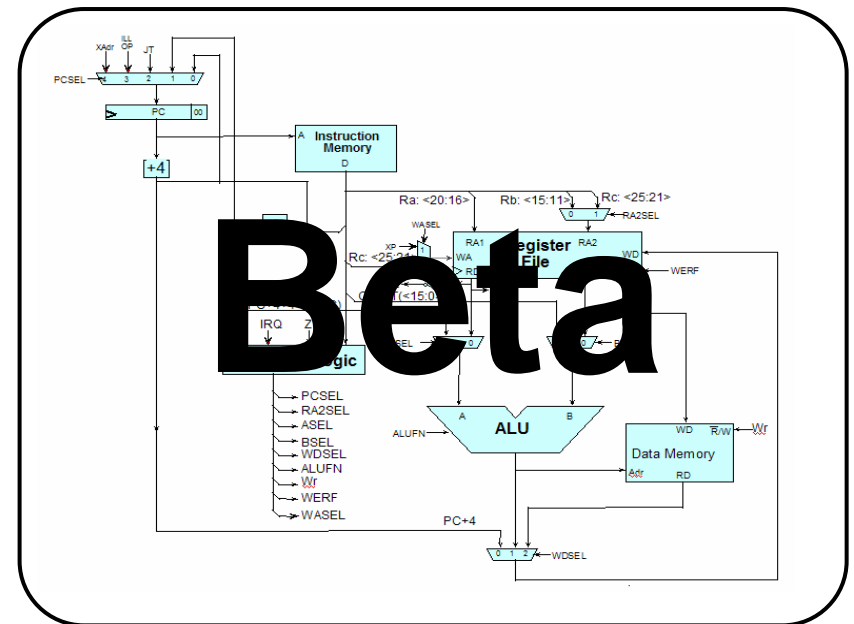 XAdr ILL OP JT
PCSEL 4 3 2 1 0
PC 00
A Instruction
Memory
D
[+4]
Ra: <20:16> Rb: <15:11> Rc: <25:21>
0 1 RA2SEL
WASEL
XP 1
RA1 RA2
WA
WD
File
WERF
Rc:
IRQ Z
Beta
0
PCSEL
RA2SEL
ASEL
BSEL
WDSEL
ALUFN
Wr
WERF
WASEL
A B
ALUFN ALU
WD R/W Wr
Data Memory
Adr RD
PC+4
0 1 2 WDSEL